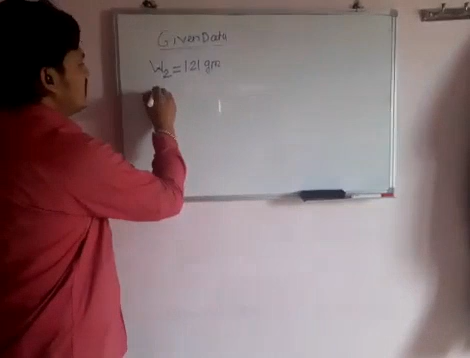 Given Data
W₂ = 121 gm